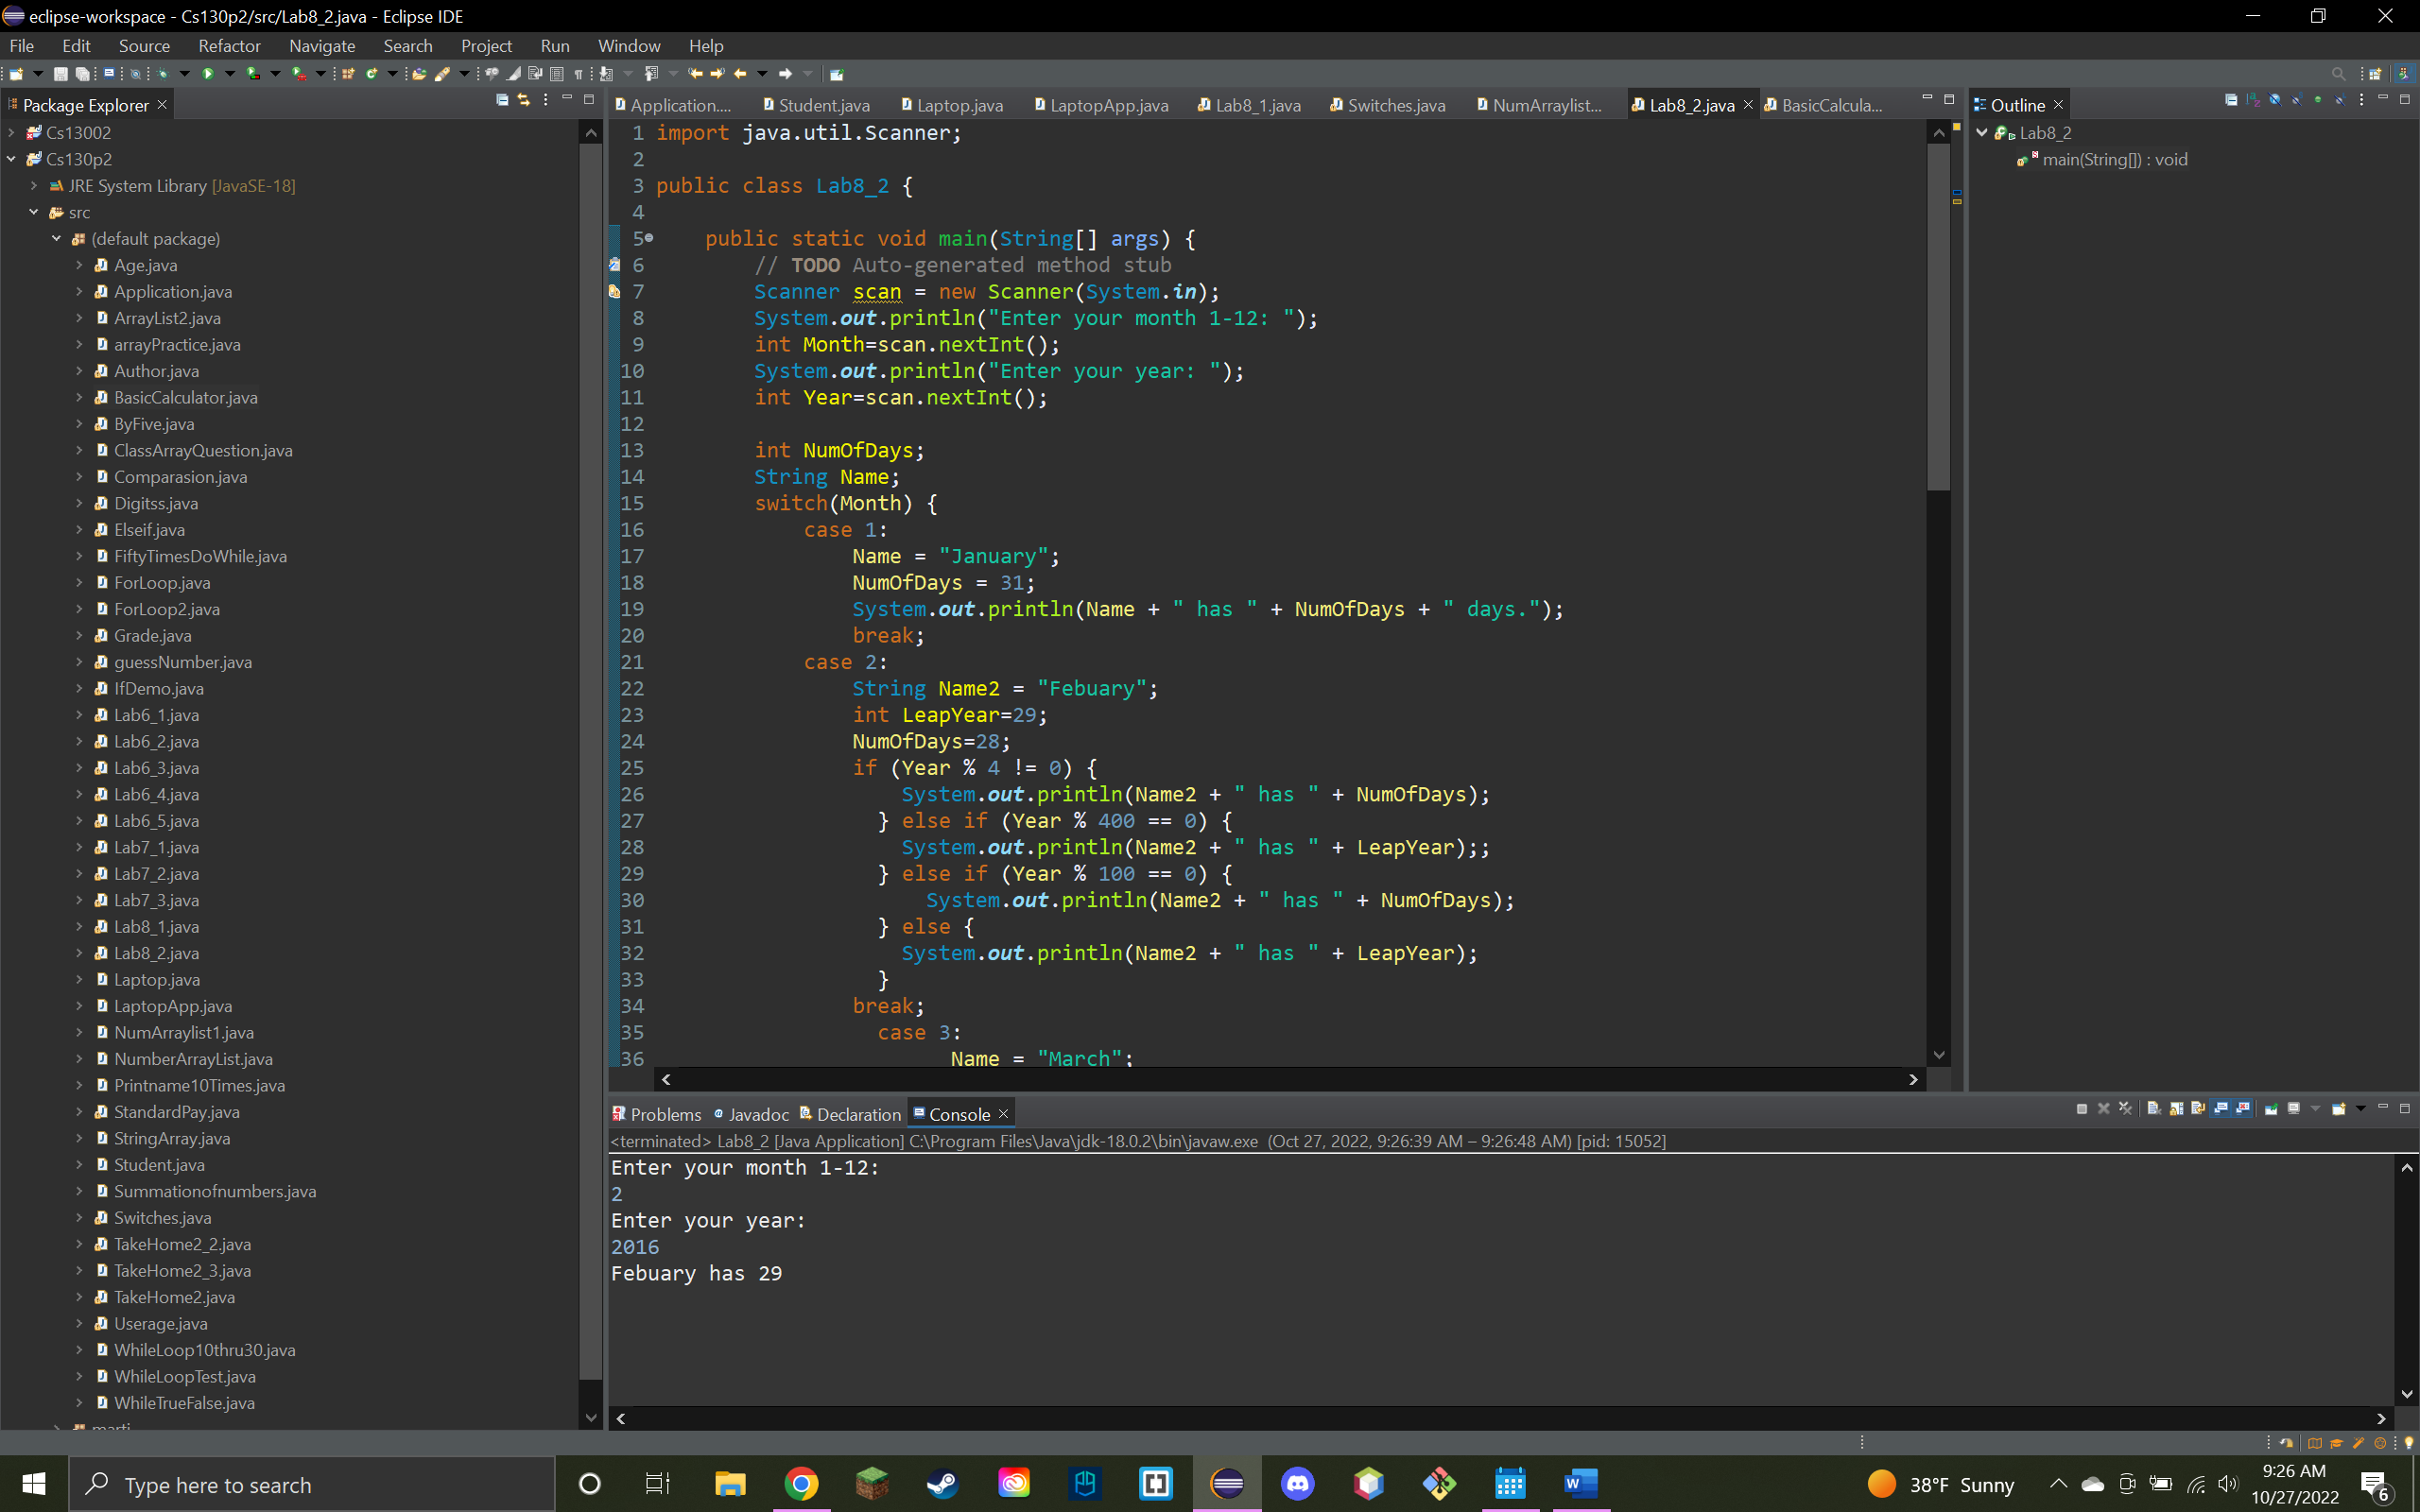 eclipse-workspace - Cs130p2/src/Lab8_2.java - Eclipse IDE
File Edit Source Refactor Navigate Search Project Run Window Help
Package Explorer
Cs13002
Cs130p2
JRE System Library [JavaSE-18]
src
(default package)
Age.java
Application.java
ArrayList2.java
arrayPractice.java
Author.java
BasicCalculator.java
ByFive.java
ClassArrayQuestion.java
Comparasion.java
Digitss.java
Elseif.java
FiftyTimesDoWhile.java
ForLoop.java
ForLoop2.java
Grade.java
guessNumber.java
IfDemo.java
Lab6_1.java
Lab6_2.java
Lab6_3.java
Lab6_4.java
Lab6_5.java
Lab7_1.java
Lab7_2.java
Lab7_3.java
Lab8_1.java
Lab8_2.java
Laptop.java
LaptopApp.java
NumArraylist1.java
NumberArrayList.java
Printname10Times.java
StandardPay.java
StringArray.java
Student.java
Summationofnumbers.java
Switches.java
TakeHome2_2.java
TakeHome2_3.java
TakeHome2.java
Userage.java
WhileLoop10thru30.java
WhileLoopTest.java
WhileTrueFalse.java
Application.... Student.java Laptop.java LaptopApp.java Lab8_1.java Switches.java NumArraylist... Lab8_2.java BasicCalcula...
1 import java.util.Scanner;
2
3 public class Lab8_2 {
4
5 public static void main(String[] args) {
6 // TODO Auto-generated method stub
7 Scanner scan = new Scanner(System.in);
8 System.out.println("Enter your month 1-12: ");
9 int Month=scan.nextInt();
10 System.out.println("Enter your year: ");
11 int Year=scan.nextInt();
12
13 int NumOfDays;
14 String Name;
15 switch(Month) {
16 case 1:
17 Name = "January";
18 NumOfDays = 31;
19 System.out.println(Name + " has " + NumOfDays + " days.");
20 break;
21 case 2:
22 String Name2 = "Febuary";
23 int LeapYear=29;
24 NumOfDays=28;
25 if (Year % 4 != 0) {
26 System.out.println(Name2 + " has " + NumOfDays);
27 } else if (Year % 400 == 0) {
28 System.out.println(Name2 + " has " + LeapYear);;
29 } else if (Year % 100 == 0) {
30 System.out.println(Name2 + " has " + NumOfDays);
31 } else {
32 System.out.println(Name2 + " has " + LeapYear);
33 }
34 break;
35 case 3:
36 Name = "March";
Outline
Lab8_2
main(String[]) : void
Problems Javadoc Declaration Console
<terminated> Lab8_2 [Java Application] C:\Program Files\Java\jdk-18.0.2\bin\javaw.exe (Oct 27, 2022, 9:26:39 AM – 9:26:48 AM) [pid: 15052]
Enter your month 1-12:
2
Enter your year:
2016
Febuary has 29
Type here to search
38°F Sunny
9:26 AM
10/27/2022
6